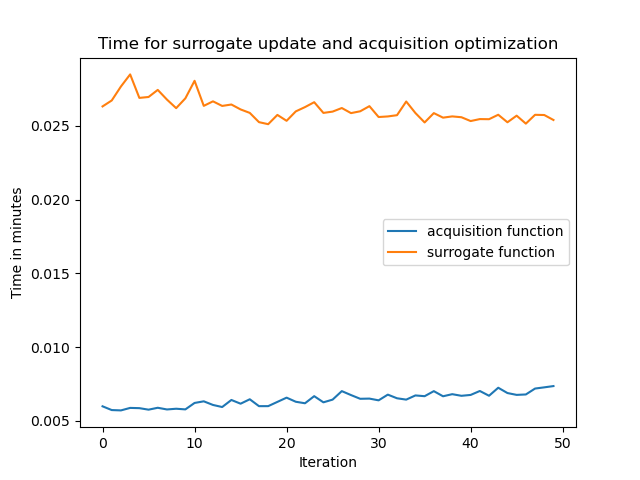 Time for surrogate update and acquisition optimization
Time in minutes
0.025
0.020
0.015
0.010
0.005
acquisition function
surrogate function
0 10 20 30 40 50
Iteration